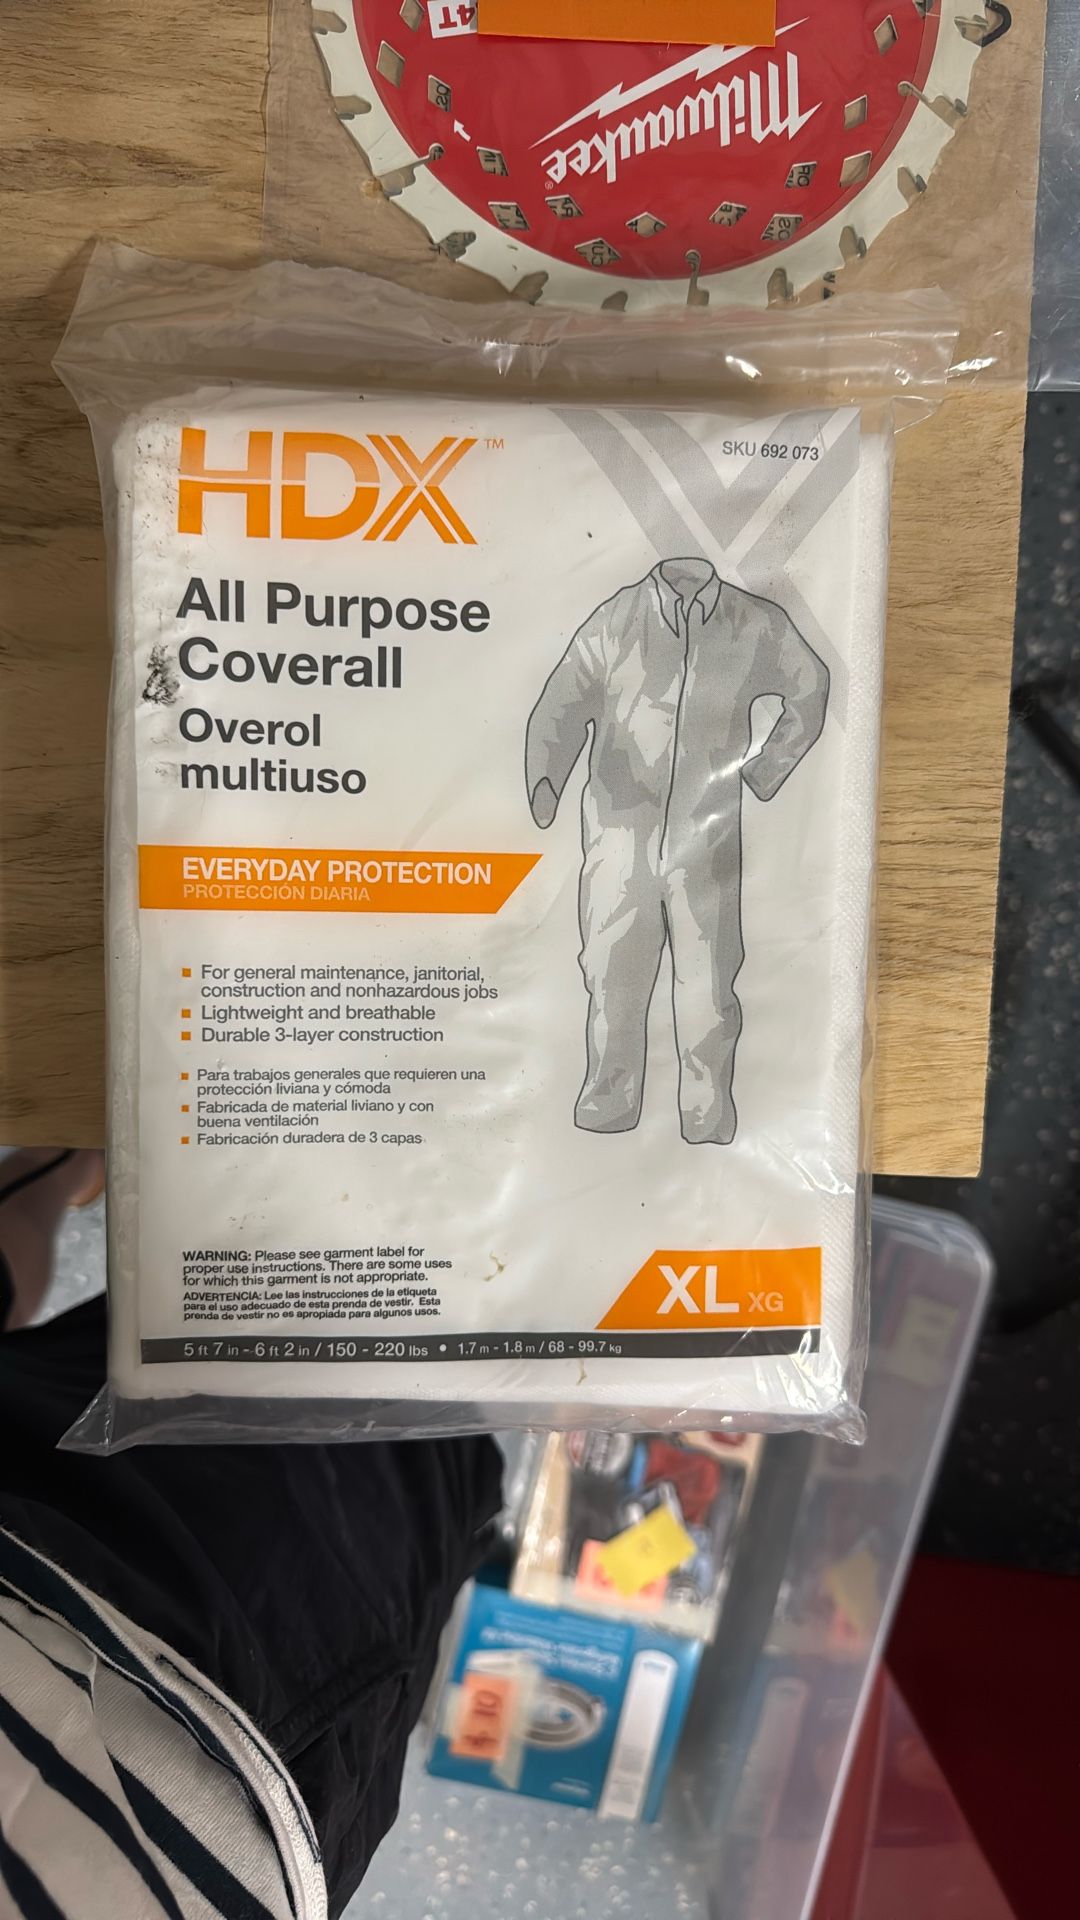 4T
Milwaukee®
HDX™
SKU 692 073
All Purpose
Coverall
Overol
multiuso
EVERYDAY PROTECTION
PROTECCIÓN DIARIA
For general maintenance, janitorial,
construction and nonhazardous jobs
Lightweight and breathable
Durable 3-layer construction
Para trabajos generales que requieren una
protección liviana y cómoda
Fabricada de material liviano y con
buena ventilación
Fabricación duradera de 3 capas
WARNING: Please see garment label for
proper use instructions. There are some uses
for which this garment is not appropriate.
ADVERTENCIA: Lee las instrucciones de la etiqueta
para el uso adecuado de esta prenda de vestir. Esta
prenda de vestir no es apropiada para algunos usos.
XL XG
5 ft 7 in - 6 ft 2 in / 150 - 220 lbs • 1.7 m - 1.8 m / 68 - 99.7 kg